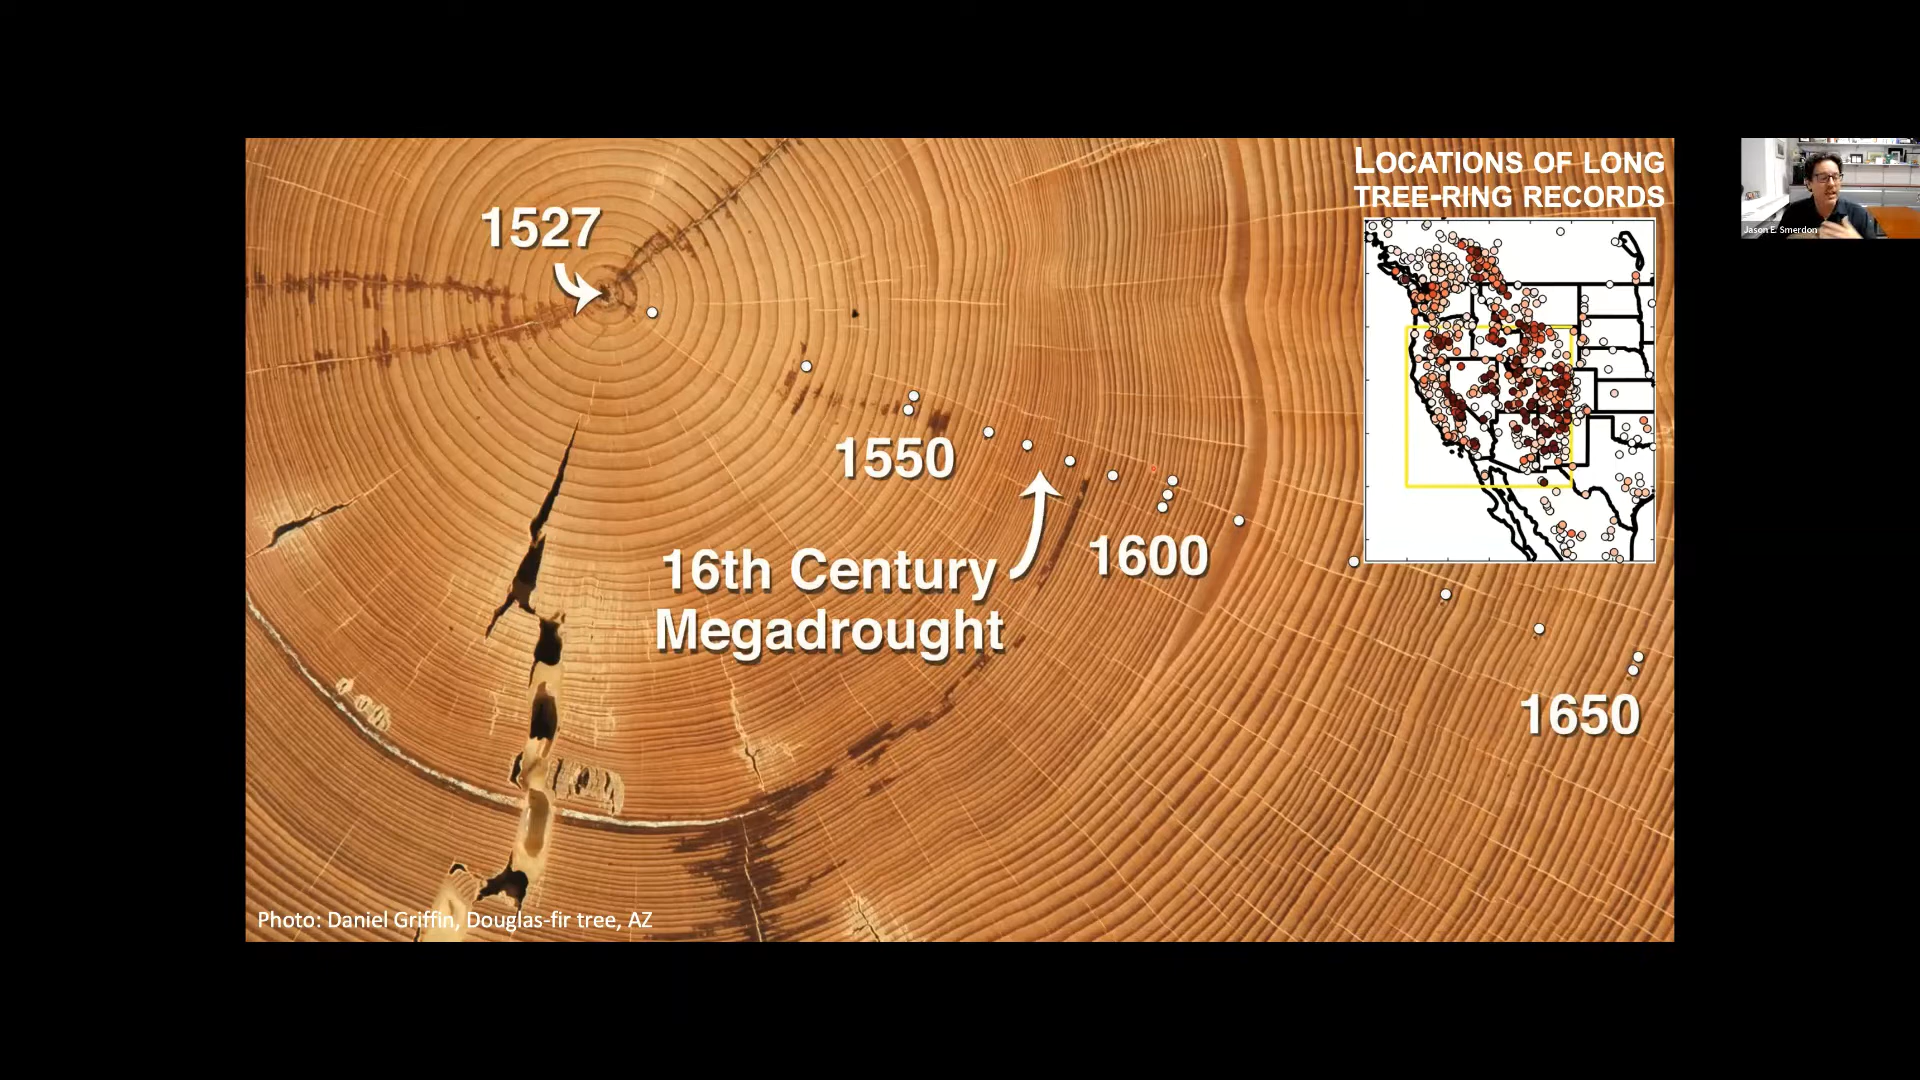 LOCATIONS OF LONG
TREE-RING RECORDS
1527
Jason E. Smerdon
1550
1600
16th Century
Megadrought
1650
Photo: Daniel Griffin, Douglas-fir tree, AZ